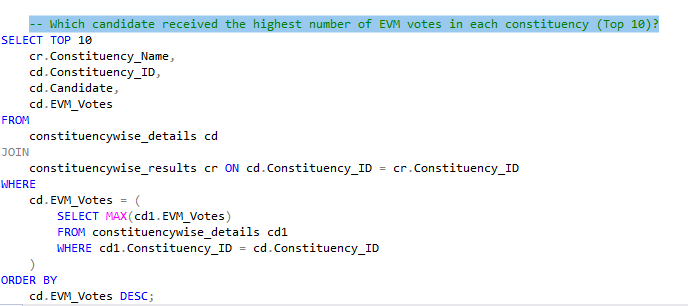 -- Which candidate received the highest number of EVM votes in each constituency (Top 10)?
SELECT TOP 10
    cr.Constituency_Name,
    cd.Constituency_ID,
    cd.Candidate,
    cd.EVM_Votes
FROM
    constituencywise_details cd
JOIN
    constituencywise_results cr ON cd.Constituency_ID = cr.Constituency_ID
WHERE
    cd.EVM_Votes = (
        SELECT MAX(cd1.EVM_Votes)
        FROM constituencywise_details cd1
        WHERE cd1.Constituency_ID = cd.Constituency_ID
    )
ORDER BY
    cd.EVM_Votes DESC;